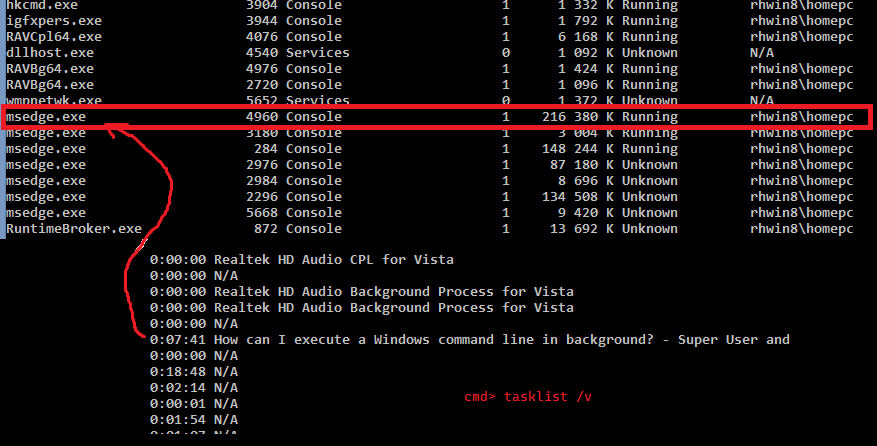 hkcmd.exe 3904 Console 1 1 332 K Running rhwin8\homepc
igfxpers.exe 3944 Console 1 1 792 K Running rhwin8\homepc
RAVCpl64.exe 4076 Console 1 6 168 K Running rhwin8\homepc
dllhost.exe 4540 Services 0 1 092 K Unknown N/A
RAVBg64.exe 4976 Console 1 1 424 K Running rhwin8\homepc
RAVBg64.exe 2720 Console 1 1 096 K Running rhwin8\homepc
wmpnetwk.exe 5652 Services 0 1 372 K Unknown N/A
msedge.exe 4960 Console 1 216 380 K Running rhwin8\homepc
msedge.exe 3180 Console 1 3 004 K Running rhwin8\homepc
msedge.exe 284 Console 1 148 244 K Running rhwin8\homepc
msedge.exe 2976 Console 1 87 180 K Unknown rhwin8\homepc
msedge.exe 2984 Console 1 8 696 K Unknown rhwin8\homepc
msedge.exe 2296 Console 1 134 508 K Unknown rhwin8\homepc
msedge.exe 5668 Console 1 9 420 K Unknown rhwin8\homepc
RuntimeBroker.exe 872 Console 1 13 692 K Unknown rhwin8\homepc
0:00:00 Realtek HD Audio CPL for Vista
0:00:00 N/A
0:00:00 Realtek HD Audio Background Process for Vista
0:00:00 Realtek HD Audio Background Process for Vista
0:00:00 N/A
0:07:41 How can I execute a Windows command line in background? - Super User and
0:00:00 N/A
0:18:48 N/A
0:02:14 N/A
cmd> tasklist /v
0:00:01 N/A
0:01:54 N/A
0:01:07 N/A